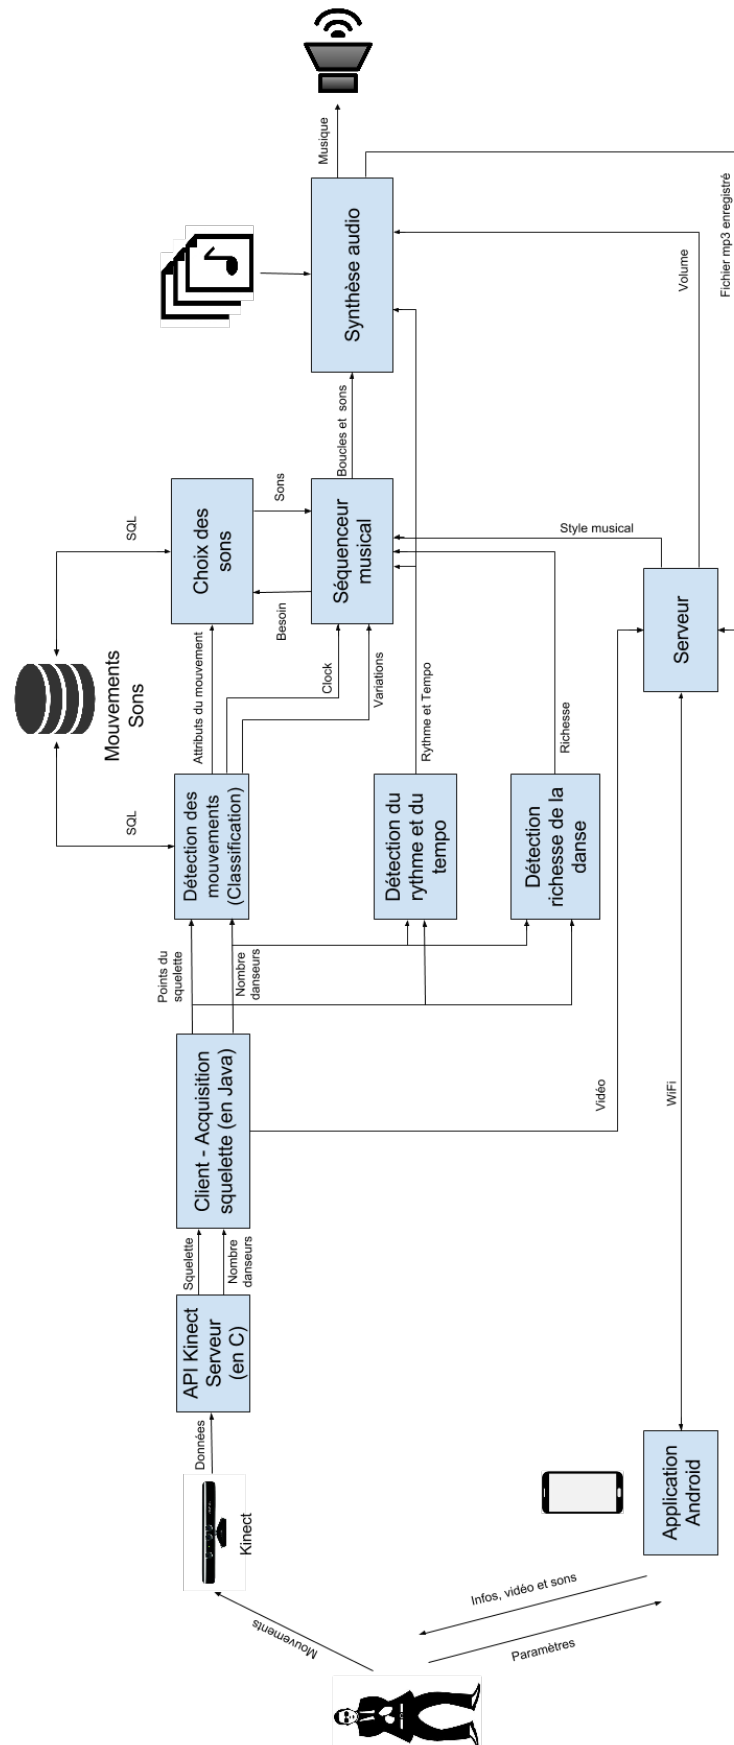 Mouvements
Kinect
Données
API Kinect
Serveur
(en C)
Squelette
Nombre
danseurs
Client - Acquisition
squelette (en Java)
Points du
squelette
Nombre
danseurs
Détection des
mouvements
(Classification)
SQL
Mouvements
Sons
SQL
Attributs du mouvement
Clock
Variations
Choix des
sons
Besoin
Sons
Séquenceur
musical
Boucles et sons
Synthèse audio
Musique
Détection du
rythme et du
tempo
Rythme et Tempo
Détection
richesse de la
danse
Richesse
Style musical
Volume
Fichier mp3 enregistré
Vidéo
Serveur
WiFi
Application
Android
Infos, vidéo et sons
Paramètres